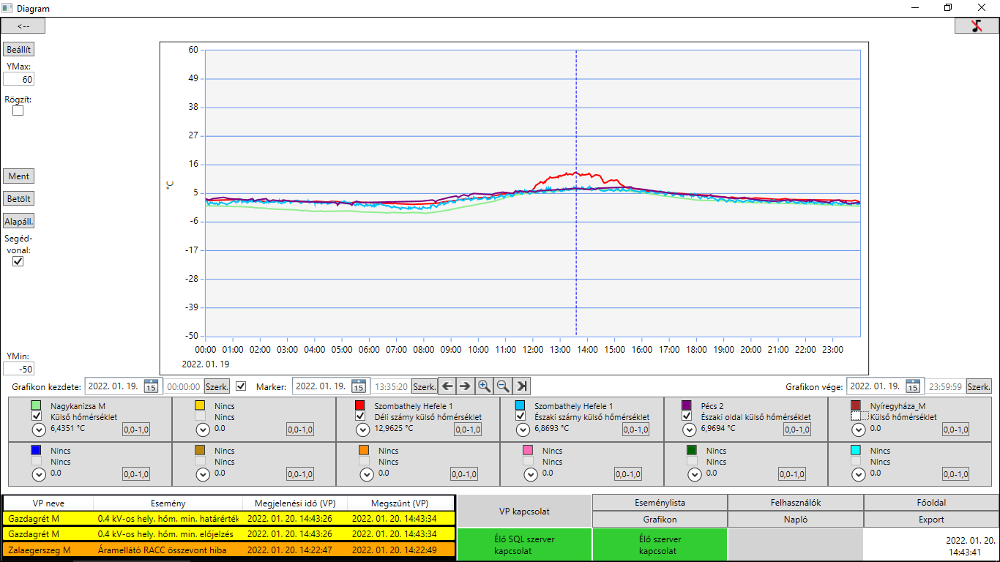 Diagram
<--
Beállít
YMax:
60
Rögzít:
Ment
Betölt
Alapáll.
Segéd-
vonal:
YMin:
-50
°C
60
49
38
27
16
5
-6
-17
-28
-39
-50
00:00 01:00 02:00 03:00 04:00 05:00 06:00 07:00 08:00 09:00 10:00 11:00 12:00 13:00 14:00 15:00 16:00 17:00 18:00 19:00 20:00 21:00 22:00 23:00
2022. 01. 19
Grafikon kezdete: 2022. 01. 19. 15 00:00:00 Szerk. Marker: 2022. 01. 19. 15 13:35:20 Szerk. Grafikon vége: 2022. 01. 19. 15 23:59:59 Szerk.
Nagykanizsa M
Külső hőmérséklet
6,4351 °C 0,0-1,0
Nincs
Nincs
0.0 0,0-1,0
Szombathely Hefele 1
Déli szárny külső hőmérséklet
12,9625 °C 0,0-1,0
Szombathely Hefele 1
Északi szárny külső hőmérséklet
6,8693 °C 0,0-1,0
Pécs 2
Északi oldal külső hőmérséklet
6,9694 °C 0,0-1,0
Nyíregyháza_M
Külső hőmérséklet
0.0 0,0-1,0
Nincs
Nincs
0.0 0,0-1,0
Nincs
Nincs
0.0 0,0-1,0
Nincs
Nincs
0.0 0,0-1,0
Nincs
Nincs
0.0 0,0-1,0
Nincs
Nincs
0.0 0,0-1,0
Nincs
Nincs
0.0 0,0-1,0
VP neve Esemény Megjelenési idő (VP) Megszűnt (VP)
Gazdagrét M 0.4 kV-os hely. hőm. min. határérték 2022. 01. 20. 14:43:26 2022. 01. 20. 14:43:34
Gazdagrét M 0.4 kV-os hely. hőm. min. előjelzés 2022. 01. 20. 14:43:26 2022. 01. 20. 14:43:34
Zalaegerszeg M Áramellátó RACC összevont hiba 2022. 01. 20. 14:22:47 2022. 01. 20. 14:22:49
VP kapcsolat
Élő SQL szerver
kapcsolat
Eseménylista Felhasználók Főoldal
Grafikon Napló Export
Élő szerver
kapcsolat
2022. 01. 20.
14:43:41